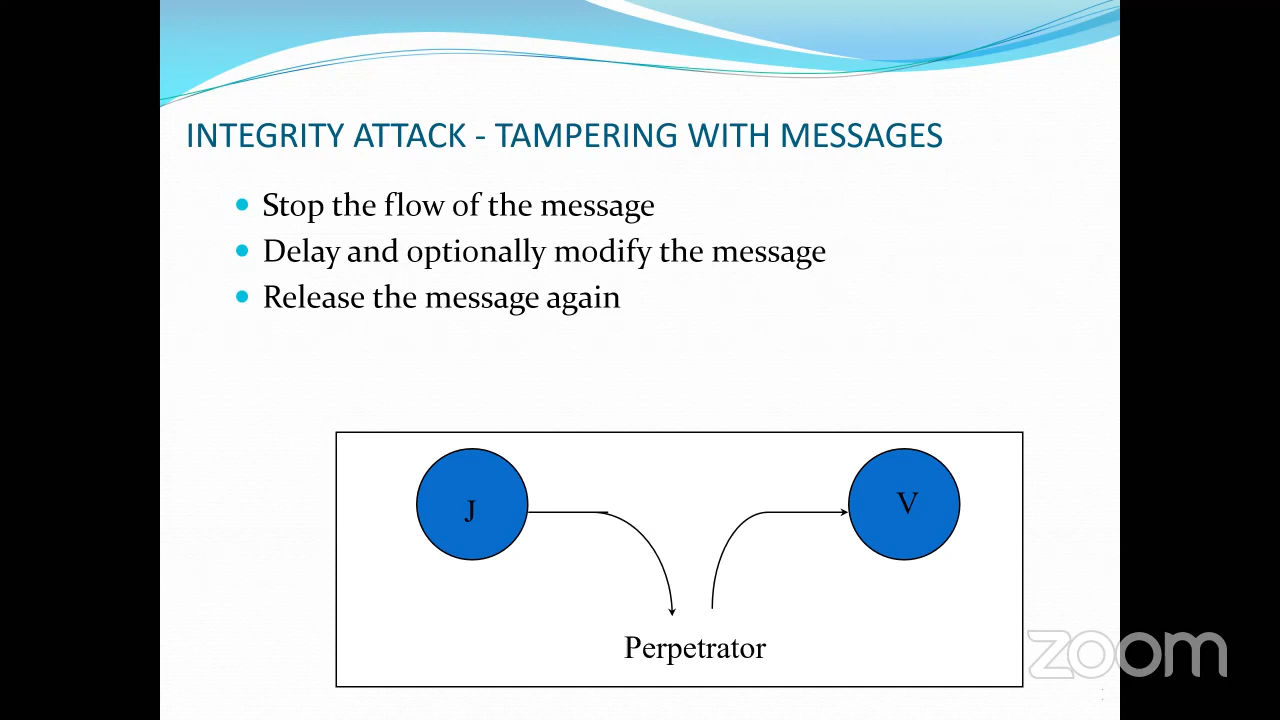 INTEGRITY ATTACK - TAMPERING WITH MESSAGES
Stop the flow of the message
Delay and optionally modify the message
Release the message again
J
V
Perpetrator
zoom